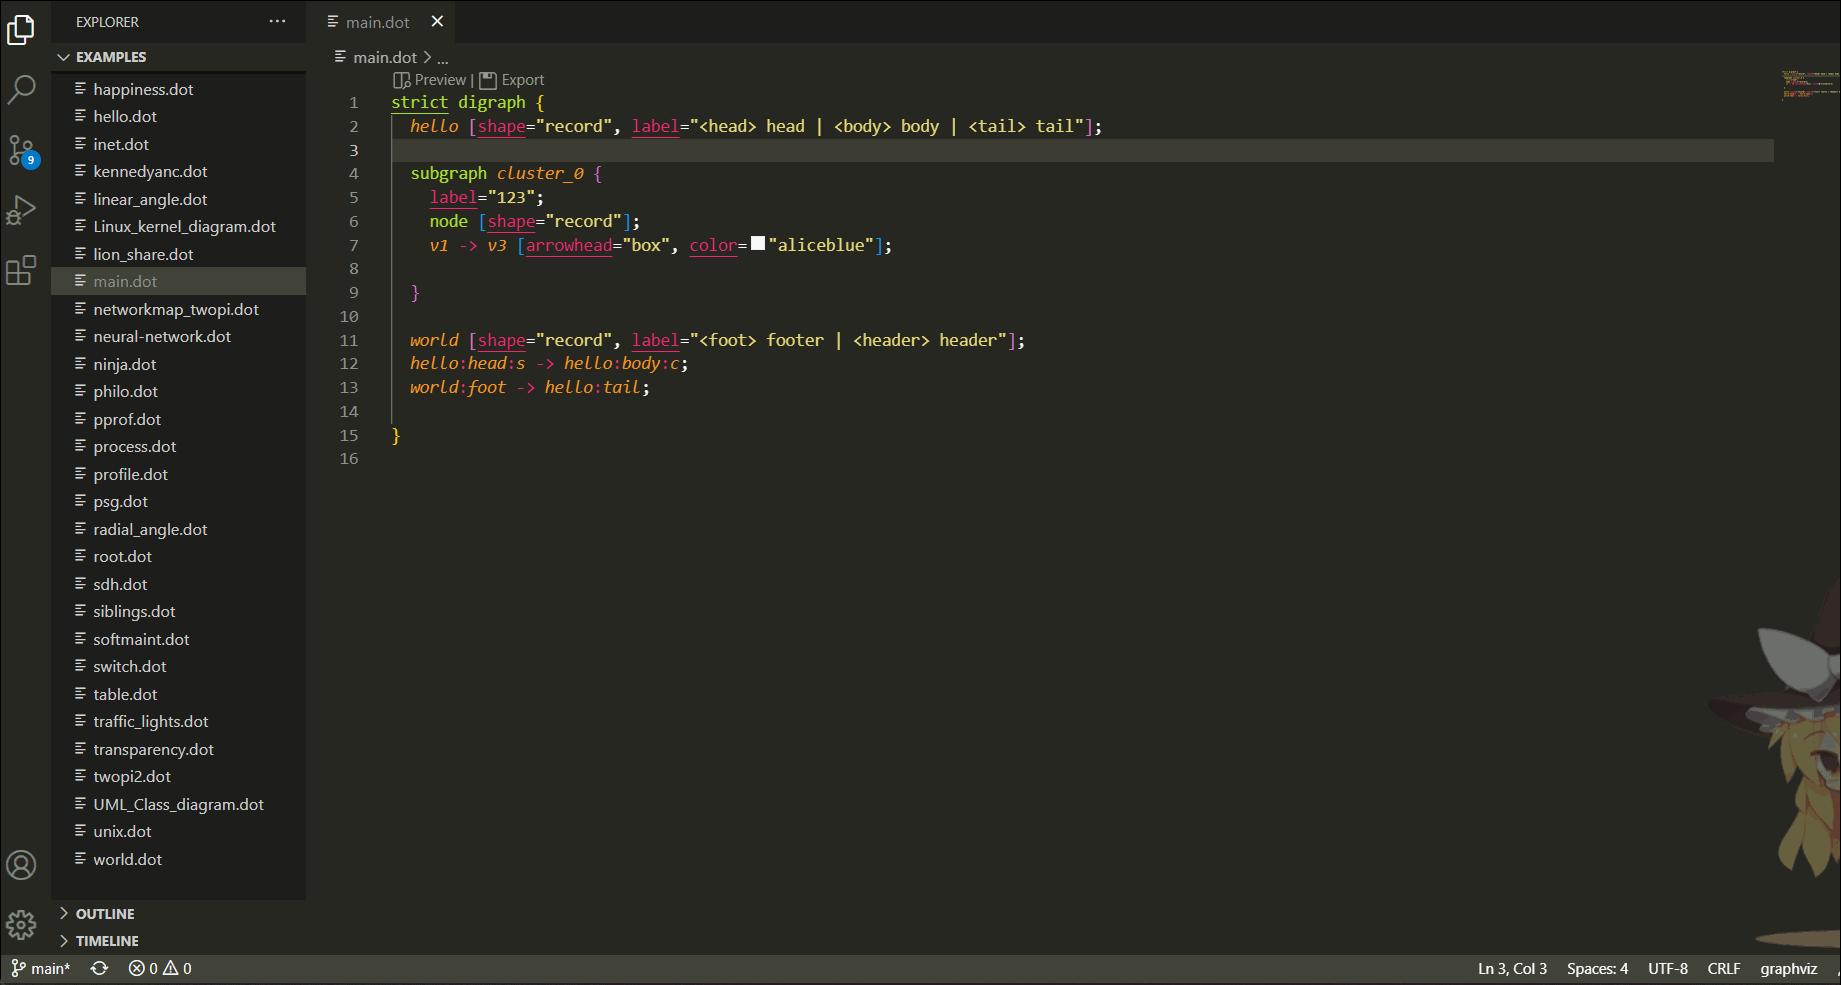 EXPLORER
EXAMPLES
happiness.dot
hello.dot
inet.dot
kennedyanc.dot
linear_angle.dot
Linux_kernel_diagram.dot
lion_share.dot
main.dot
networkmap_twopi.dot
neural-network.dot
ninja.dot
philo.dot
pprof.dot
process.dot
profile.dot
psg.dot
radial_angle.dot
root.dot
sdh.dot
siblings.dot
softmaint.dot
switch.dot
table.dot
traffic_lights.dot
transparency.dot
twopi2.dot
UML_Class_diagram.dot
unix.dot
world.dot
OUTLINE
TIMELINE
9
main.dot
main.dot > ...
Preview | Export
1 strict digraph {
2 hello [shape="record", label="<head> head | <body> body | <tail> tail"];
3
4 subgraph cluster_0 {
5 label="123";
6 node [shape="record"];
7 v1 -> v3 [arrowhead="box", color="aliceblue"];
8
9 }
10
11 world [shape="record", label="<foot> footer | <header> header"];
12 hello:head:s -> hello:body:c;
13 world:foot -> hello:tail;
14
15 }
16
main* 0 0 Ln 3, Col 3 Spaces: 4 UTF-8 CRLF graphviz